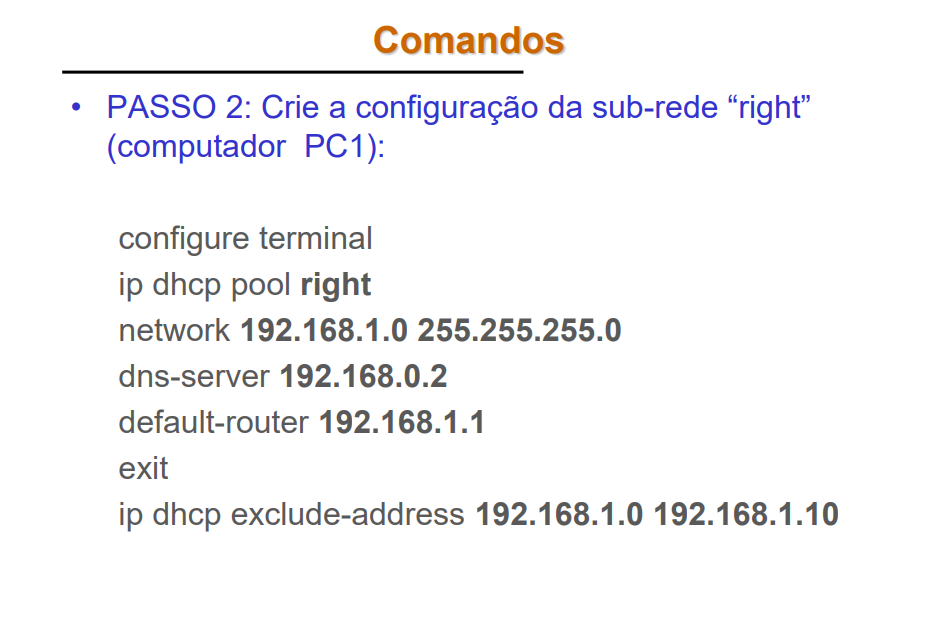 Comandos
• PASSO 2: Crie a configuração da sub-rede “right”
(computador  PC1):
configure terminal
ip dhcp pool right
network 192.168.1.0 255.255.255.0
dns-server 192.168.0.2
default-router 192.168.1.1
exit
ip dhcp exclude-address 192.168.1.0 192.168.1.10